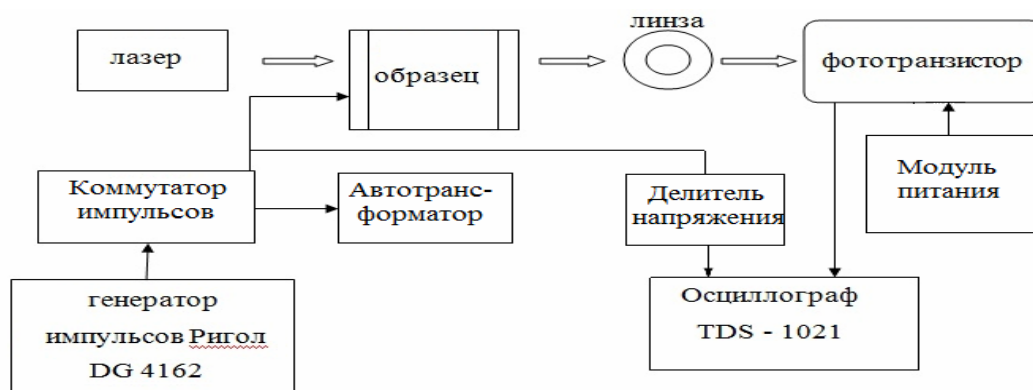 лазер
образец
линза
фототранзистор
Коммутатор
импульсов
Автотранс-
форматор
Делитель
напряжения
Модуль
питания
генератор
импульсов Ригол
DG 4162
Осциллограф
TDS - 1021